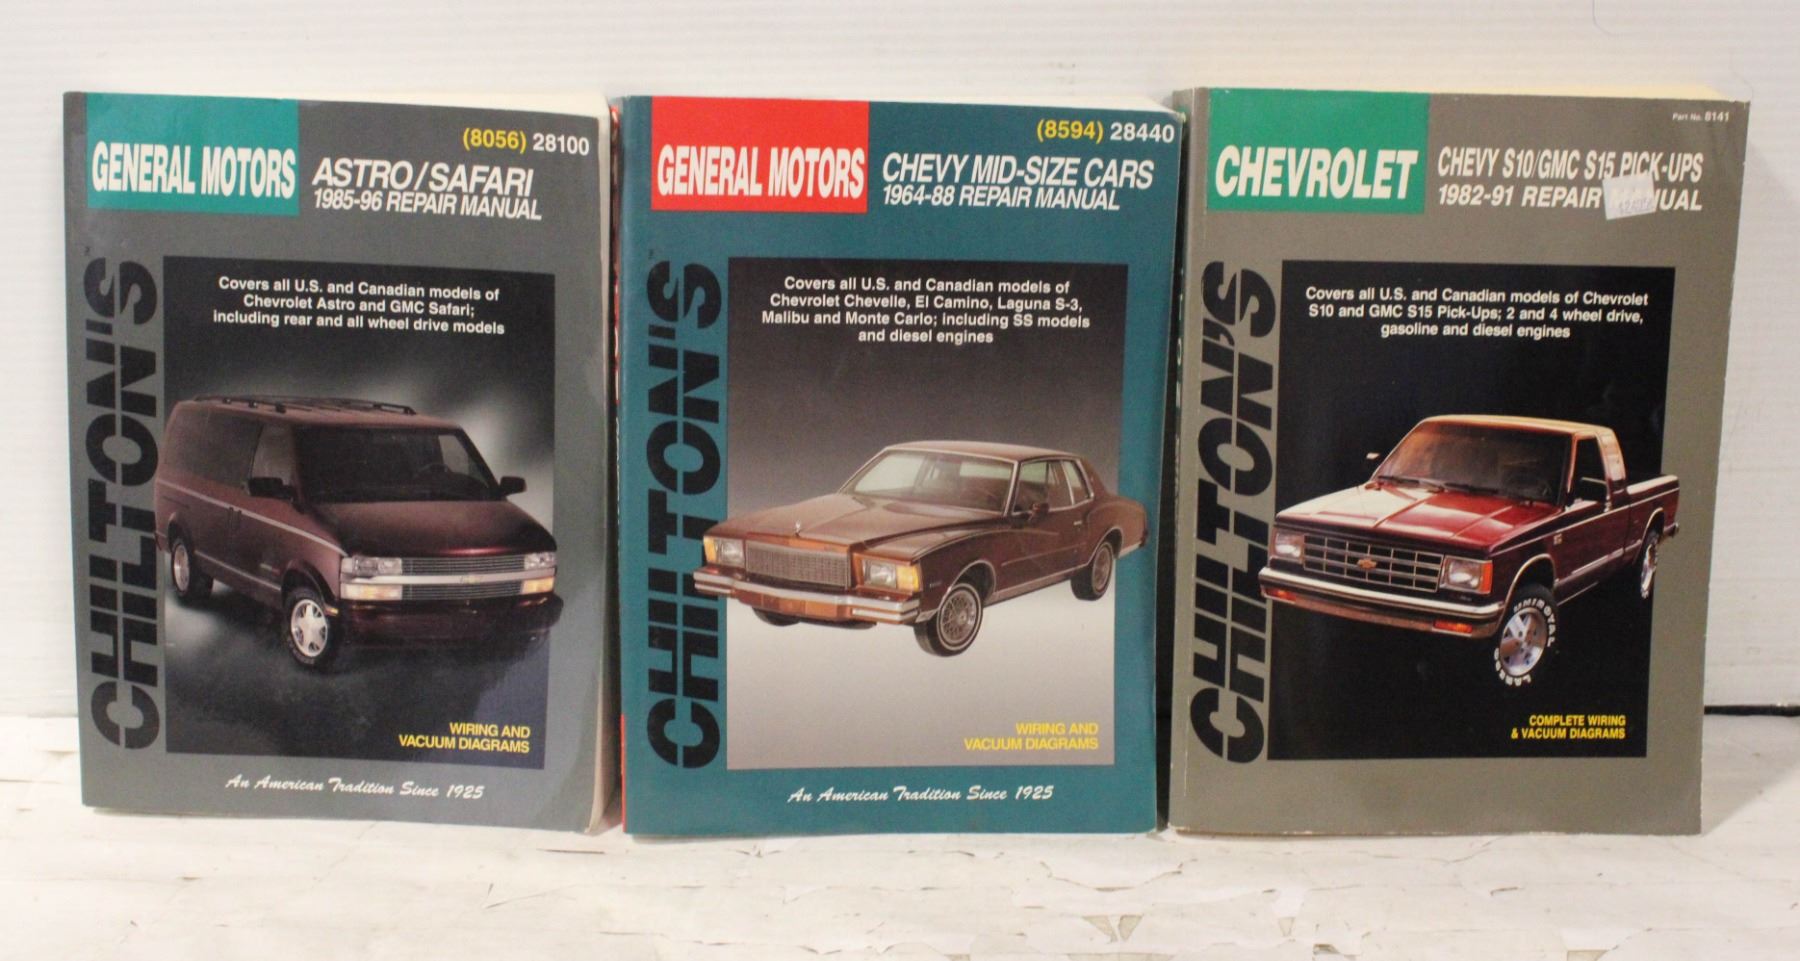 GENERAL MOTORS
(8056) 28100
ASTRO/SAFARI
1985-96 REPAIR MANUAL
CHILTON'S
Covers all U.S. and Canadian models of
Chevrolet Astro and GMC Safari;
including rear and all wheel drive models
WIRING AND
VACUUM DIAGRAMS
An American Tradition Since 1925
GENERAL MOTORS
(8594) 28440
CHEVY MID-SIZE CARS
1964-88 REPAIR MANUAL
CHILTON'S
Covers all U.S. and Canadian models of
Chevrolet Chevelle, El Camino, Laguna S-3,
Malibu and Monte Carlo; including SS models
and diesel engines
WIRING AND
VACUUM DIAGRAMS
An American Tradition Since 1925
CHEVROLET
Part No. 8141
CHEVY S10/GMC S15 PICK-UPS
1982-91 REPAIR UAL
CHILTON'S
Covers all U.S. and Canadian models of Chevrolet
S10 and GMC S15 Pick-Ups; 2 and 4 wheel drive,
gasoline and diesel engines
UNIROYAL
COMPLETE WIRING
& VACUUM DIAGRAMS